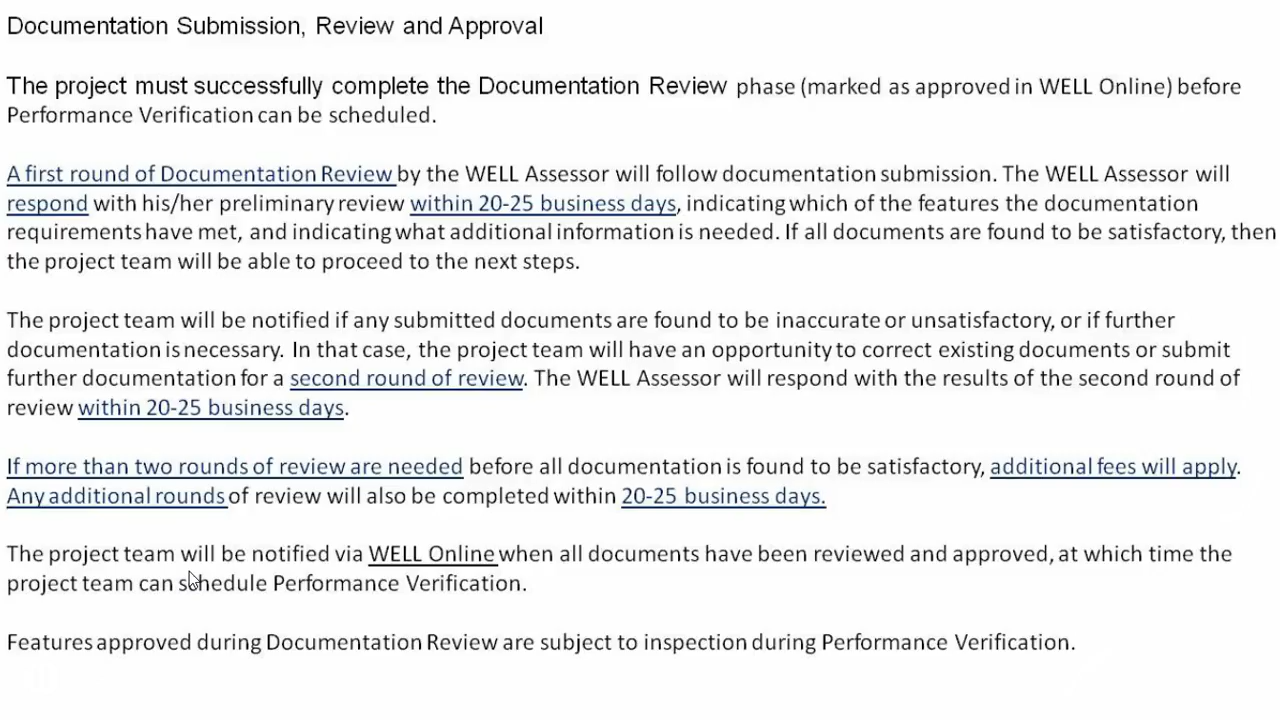 Documentation Submission, Review and Approval
The project must successfully complete the Documentation Review phase (marked as approved in WELL Online) before
Performance Verification can be scheduled.
A first round of Documentation Review by the WELL Assessor will follow documentation submission. The WELL Assessor will
respond with his/her preliminary review within 20-25 business days, indicating which of the features the documentation
requirements have met, and indicating what additional information is needed. If all documents are found to be satisfactory, then
the project team will be able to proceed to the next steps.
The project team will be notified if any submitted documents are found to be inaccurate or unsatisfactory, or if further
documentation is necessary. In that case, the project team will have an opportunity to correct existing documents or submit
further documentation for a second round of review. The WELL Assessor will respond with the results of the second round of
review within 20-25 business days.
If more than two rounds of review are needed before all documentation is found to be satisfactory, additional fees will apply.
Any additional rounds of review will also be completed within 20-25 business days.
The project team will be notified via WELL Online when all documents have been reviewed and approved, at which time the
project team can schedule Performance Verification.
Features approved during Documentation Review are subject to inspection during Performance Verification.